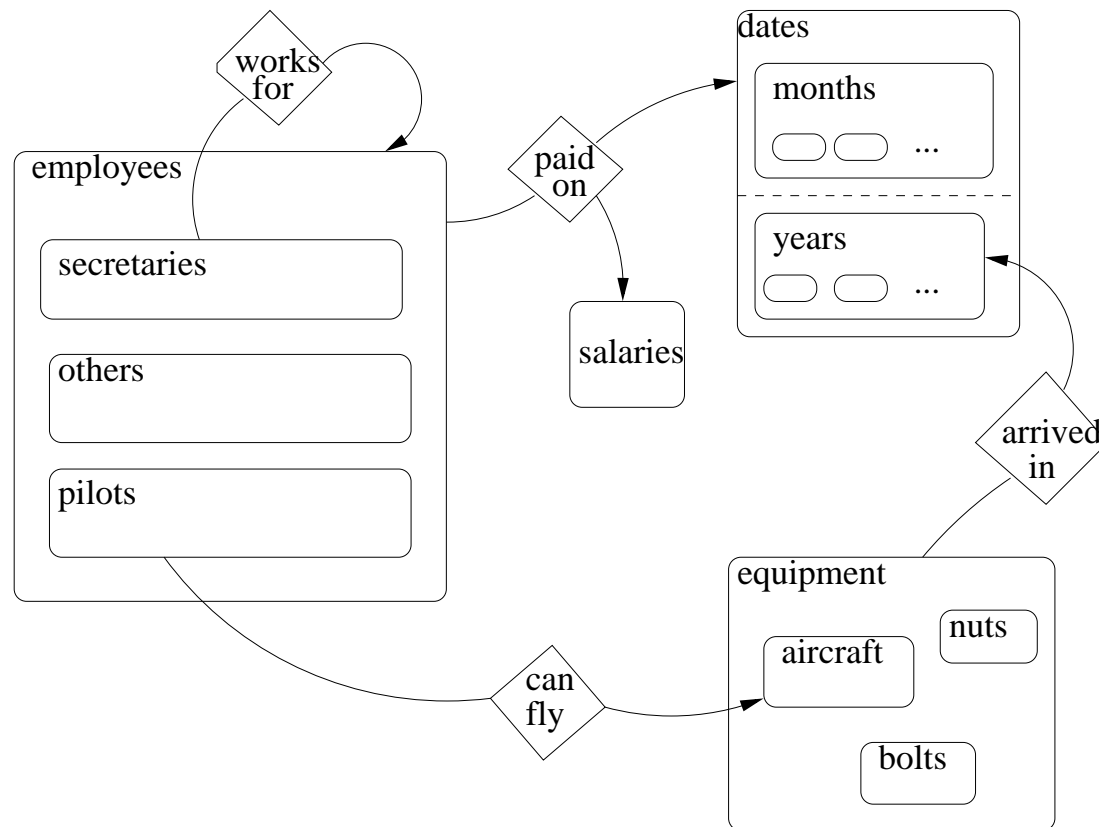 works
for
dates
months
...
employees
paid
on
secretaries
years
...
salaries
others
arrived
in
pilots
equipment
nuts
aircraft
can
fly
bolts